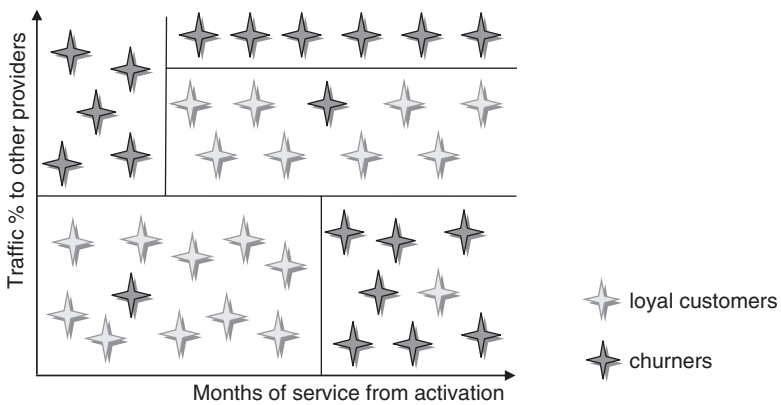 Traffic % to other providers
Months of service from activation
loyal customers
churners